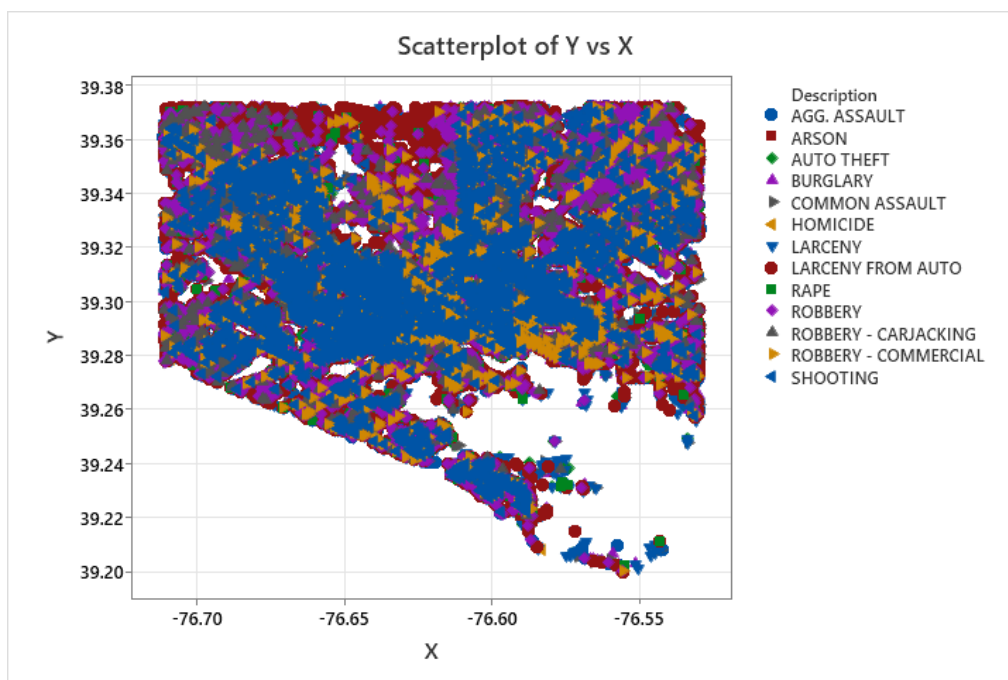 Scatterplot of Y vs X
39.38
39.36
39.34
39.32
39.30
39.28
39.26
39.24
39.22
39.20
Y
-76.70 -76.65 -76.60 -76.55
X
Description
AGG. ASSAULT
ARSON
AUTO THEFT
BURGLARY
COMMON ASSAULT
HOMICIDE
LARCENY
LARCENY FROM AUTO
RAPE
ROBBERY
ROBBERY - CARJACKING
ROBBERY - COMMERCIAL
SHOOTING